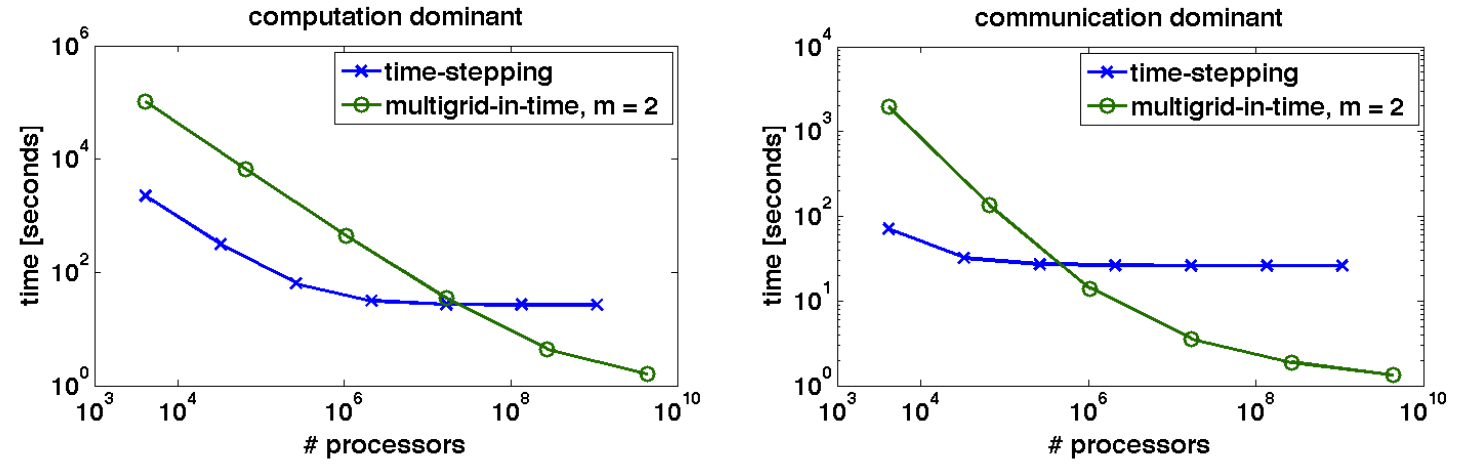 computation dominant
10^6
10^4
10^2
10^0
time [seconds]
time-stepping
multigrid-in-time, m = 2
10^3
10^4
10^6
10^8
10^10
# processors
communication dominant
10^4
10^3
10^2
10^1
10^0
time [seconds]
time-stepping
multigrid-in-time, m = 2
10^3
10^4
10^6
10^8
10^10
# processors